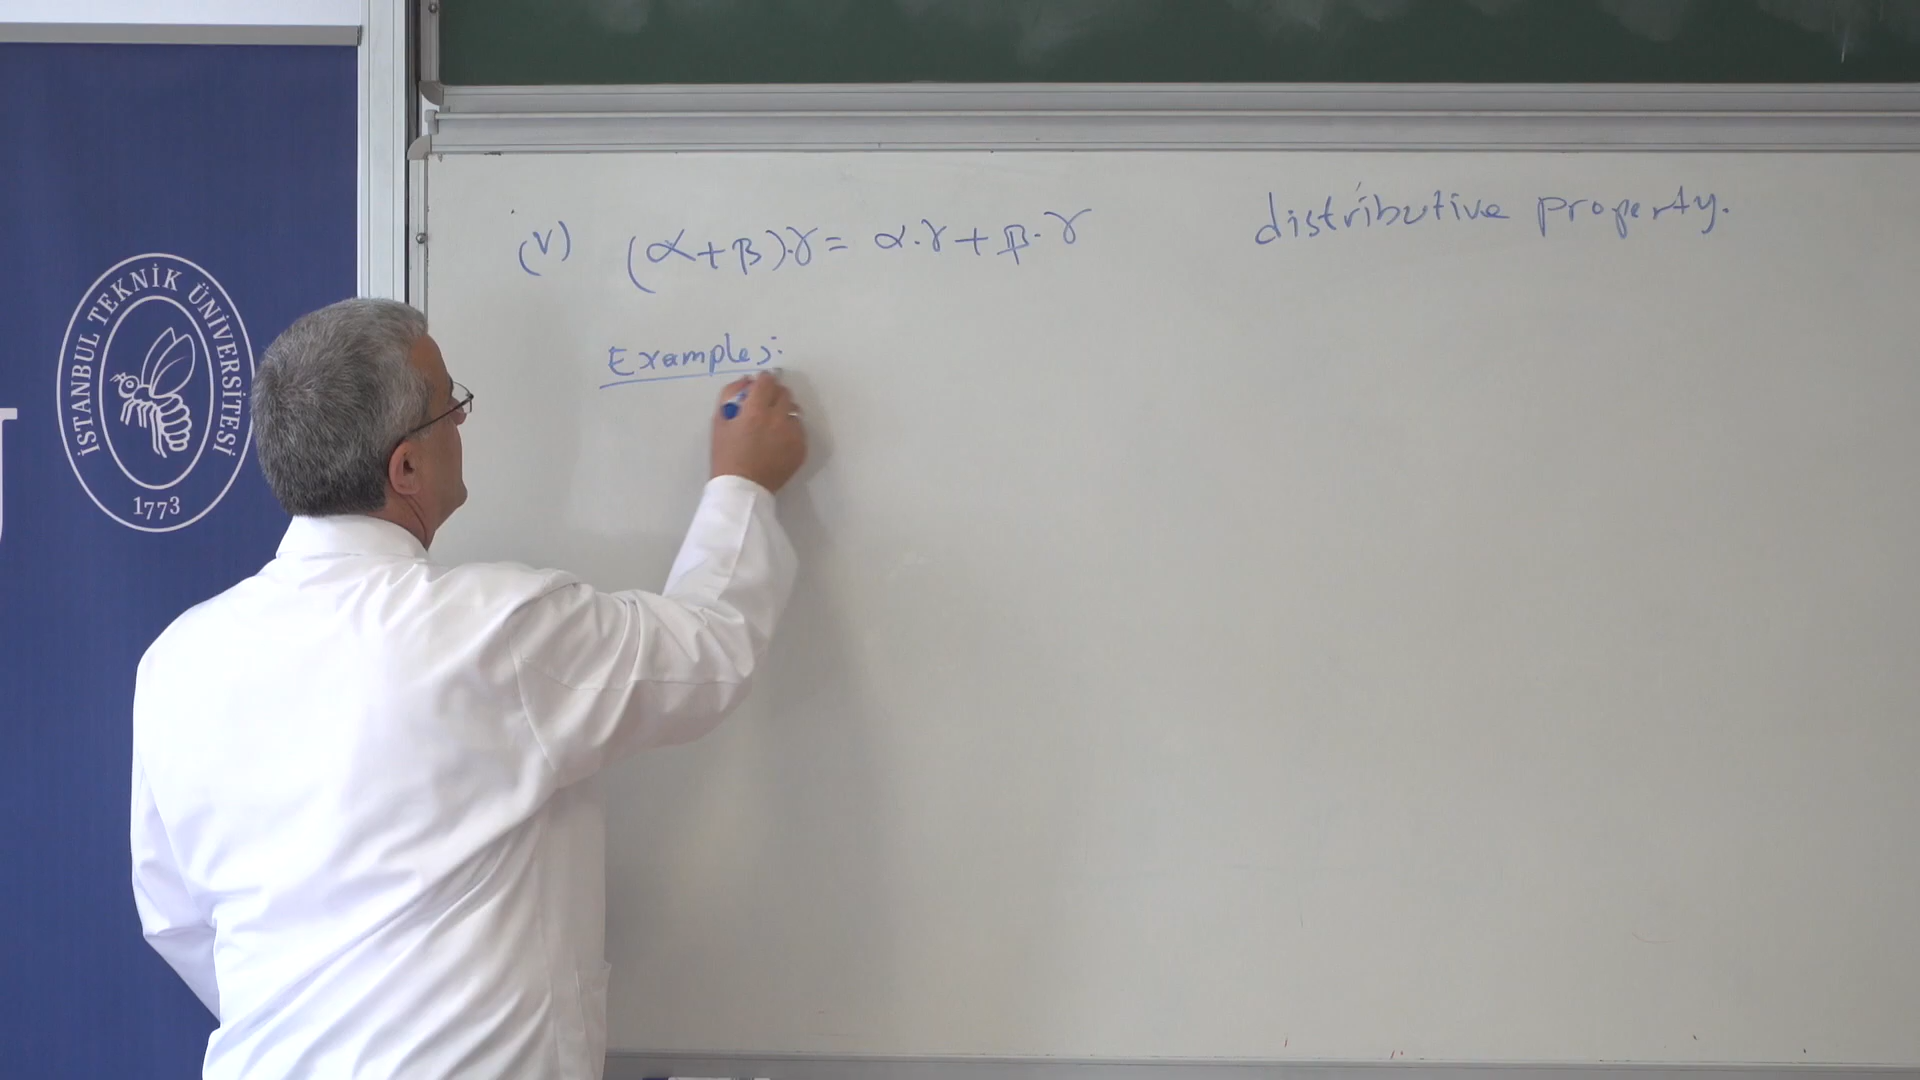 (V) (α+β).γ = α.γ + β.γ distributive property.
Examples:
İSTANBUL TEKNİK ÜNİVERSİTESİ
1773